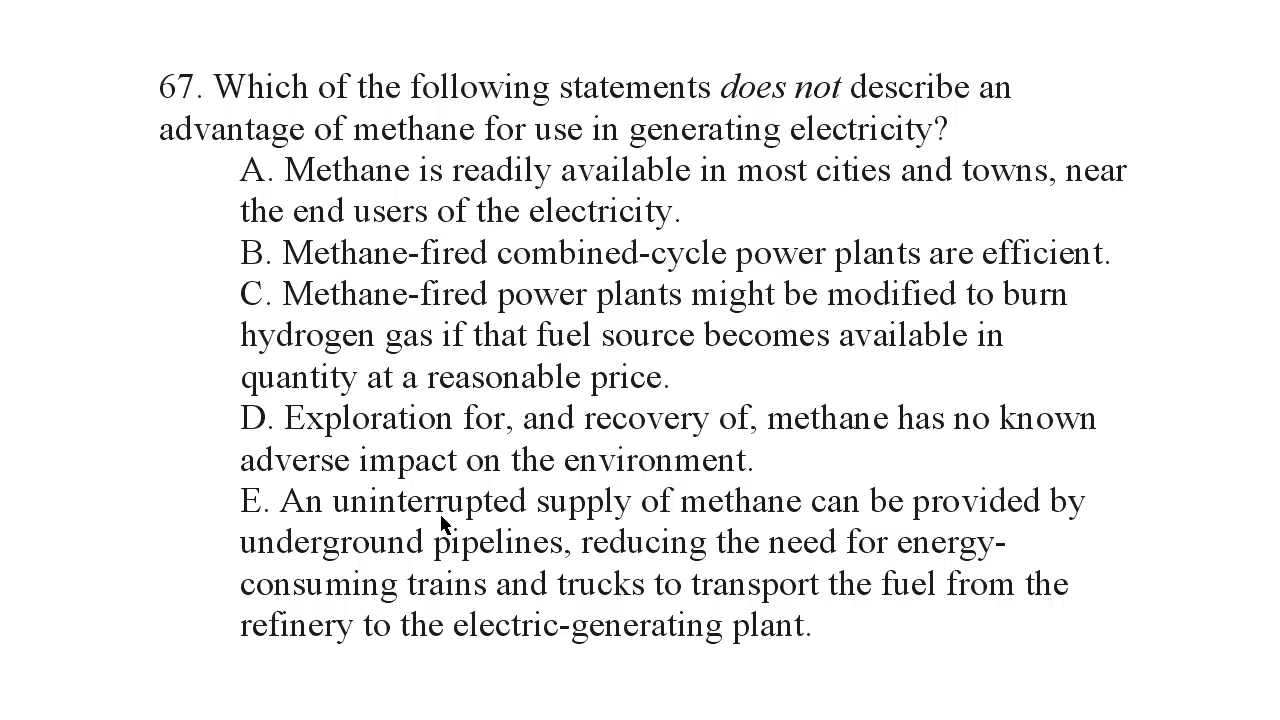 67. Which of the following statements does not describe an
advantage of methane for use in generating electricity?
A. Methane is readily available in most cities and towns, near
the end users of the electricity.
B. Methane-fired combined-cycle power plants are efficient.
C. Methane-fired power plants might be modified to burn
hydrogen gas if that fuel source becomes available in
quantity at a reasonable price.
D. Exploration for, and recovery of, methane has no known
adverse impact on the environment.
E. An uninterrupted supply of methane can be provided by
underground pipelines, reducing the need for energy-
consuming trains and trucks to transport the fuel from the
refinery to the electric-generating plant.